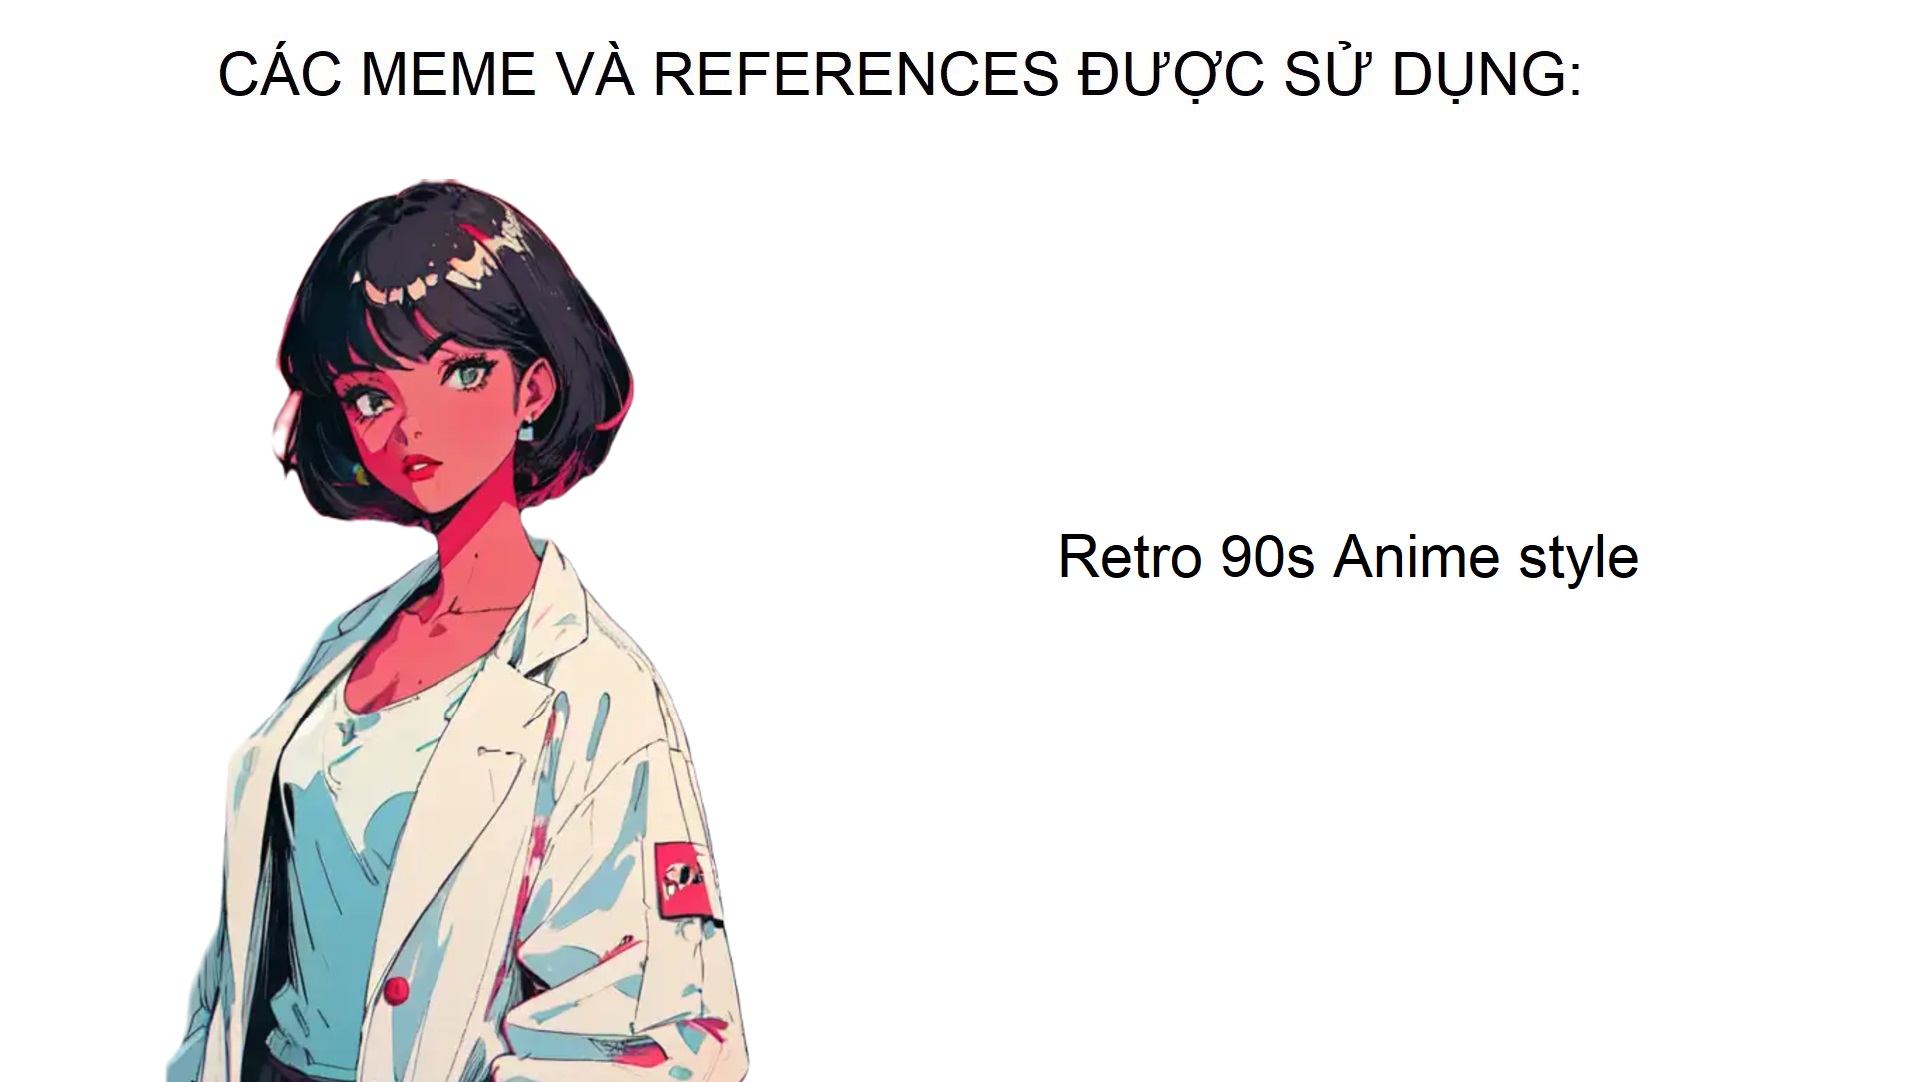 CÁC MEME VÀ REFERENCES ĐƯỢC SỬ DỤNG:
Retro 90s Anime style